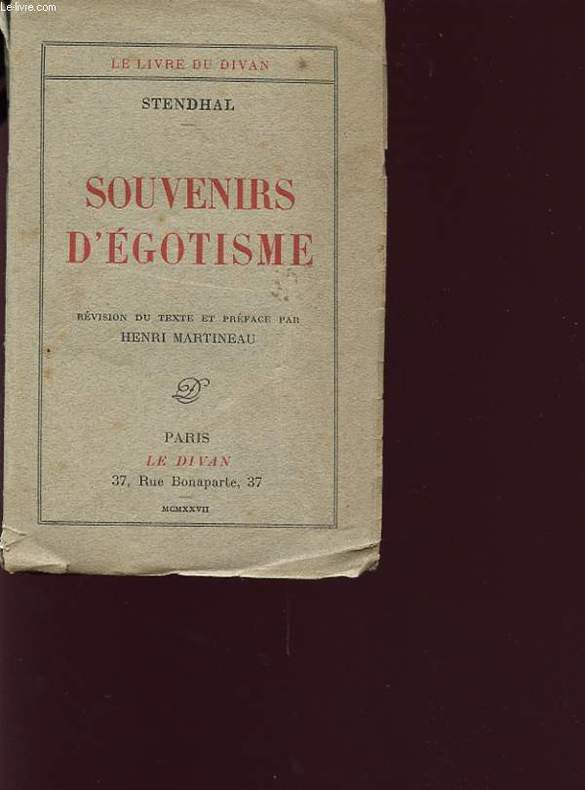 Le-livre.com
LE LIVRE DU DIVAN
STENDHAL
SOUVENIRS
D'ÉGOTISME
RÉVISION DU TEXTE ET PRÉFACE PAR
HENRI MARTINEAU
D
PARIS
LE DIVAN
37, Rue Bonaparte, 37
MCMXXVII